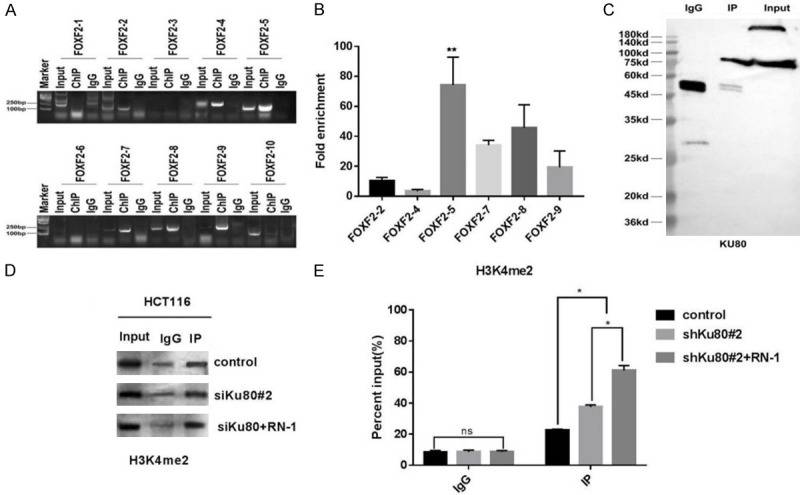 A
FOXF2-1 FOXF2-2 FOXF2-3 FOXF2-4 FOXF2-5
Marker Input ChIP IgG Input ChIP IgG Input ChIP IgG Input ChIP IgG Input ChIP IgG
250bp
100bp
FOXF2-6 FOXF2-7 FOXF2-8 FOXF2-9 FOXF2-10
Marker Input ChIP IgG Input ChIP IgG Input ChIP IgG Input ChIP IgG Input ChIP IgG
250bp
100bp
B
Fold enrichment
100
80
60
40
20
0
**
FOXF2-2 FOXF2-4 FOXF2-5 FOXF2-7 FOXF2-8 FOXF2-9
C
IgG IP Input
180kd
140kd
100kd
75kd
60kd
45kd
35kd
25kd
20kd
36kd
KU80
D
HCT116
Input IgG IP
control
siKu80#2
siKu80+RN-1
H3K4me2
E
H3K4me2
Percent input(%)
100
80
60
40
20
0
ns
*
*
IgG IP
control
shKu80#2
shKu80#2+RN-1